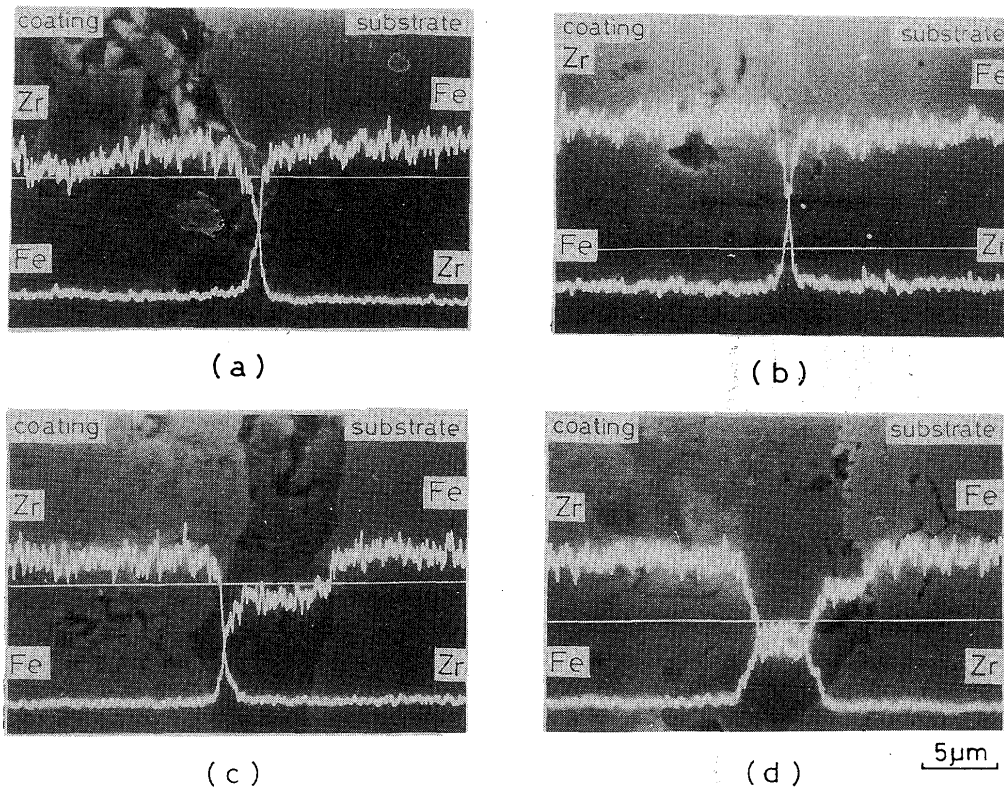 coating substrate
Zr Fe
Fe Zr
(a)
coating substrate
Zr Fe
Fe Zr
(b)
coating substrate
Zr Fe
Fe Zr
(c)
coating substrate
Zr Fe
Fe Zr
(d)
5μm